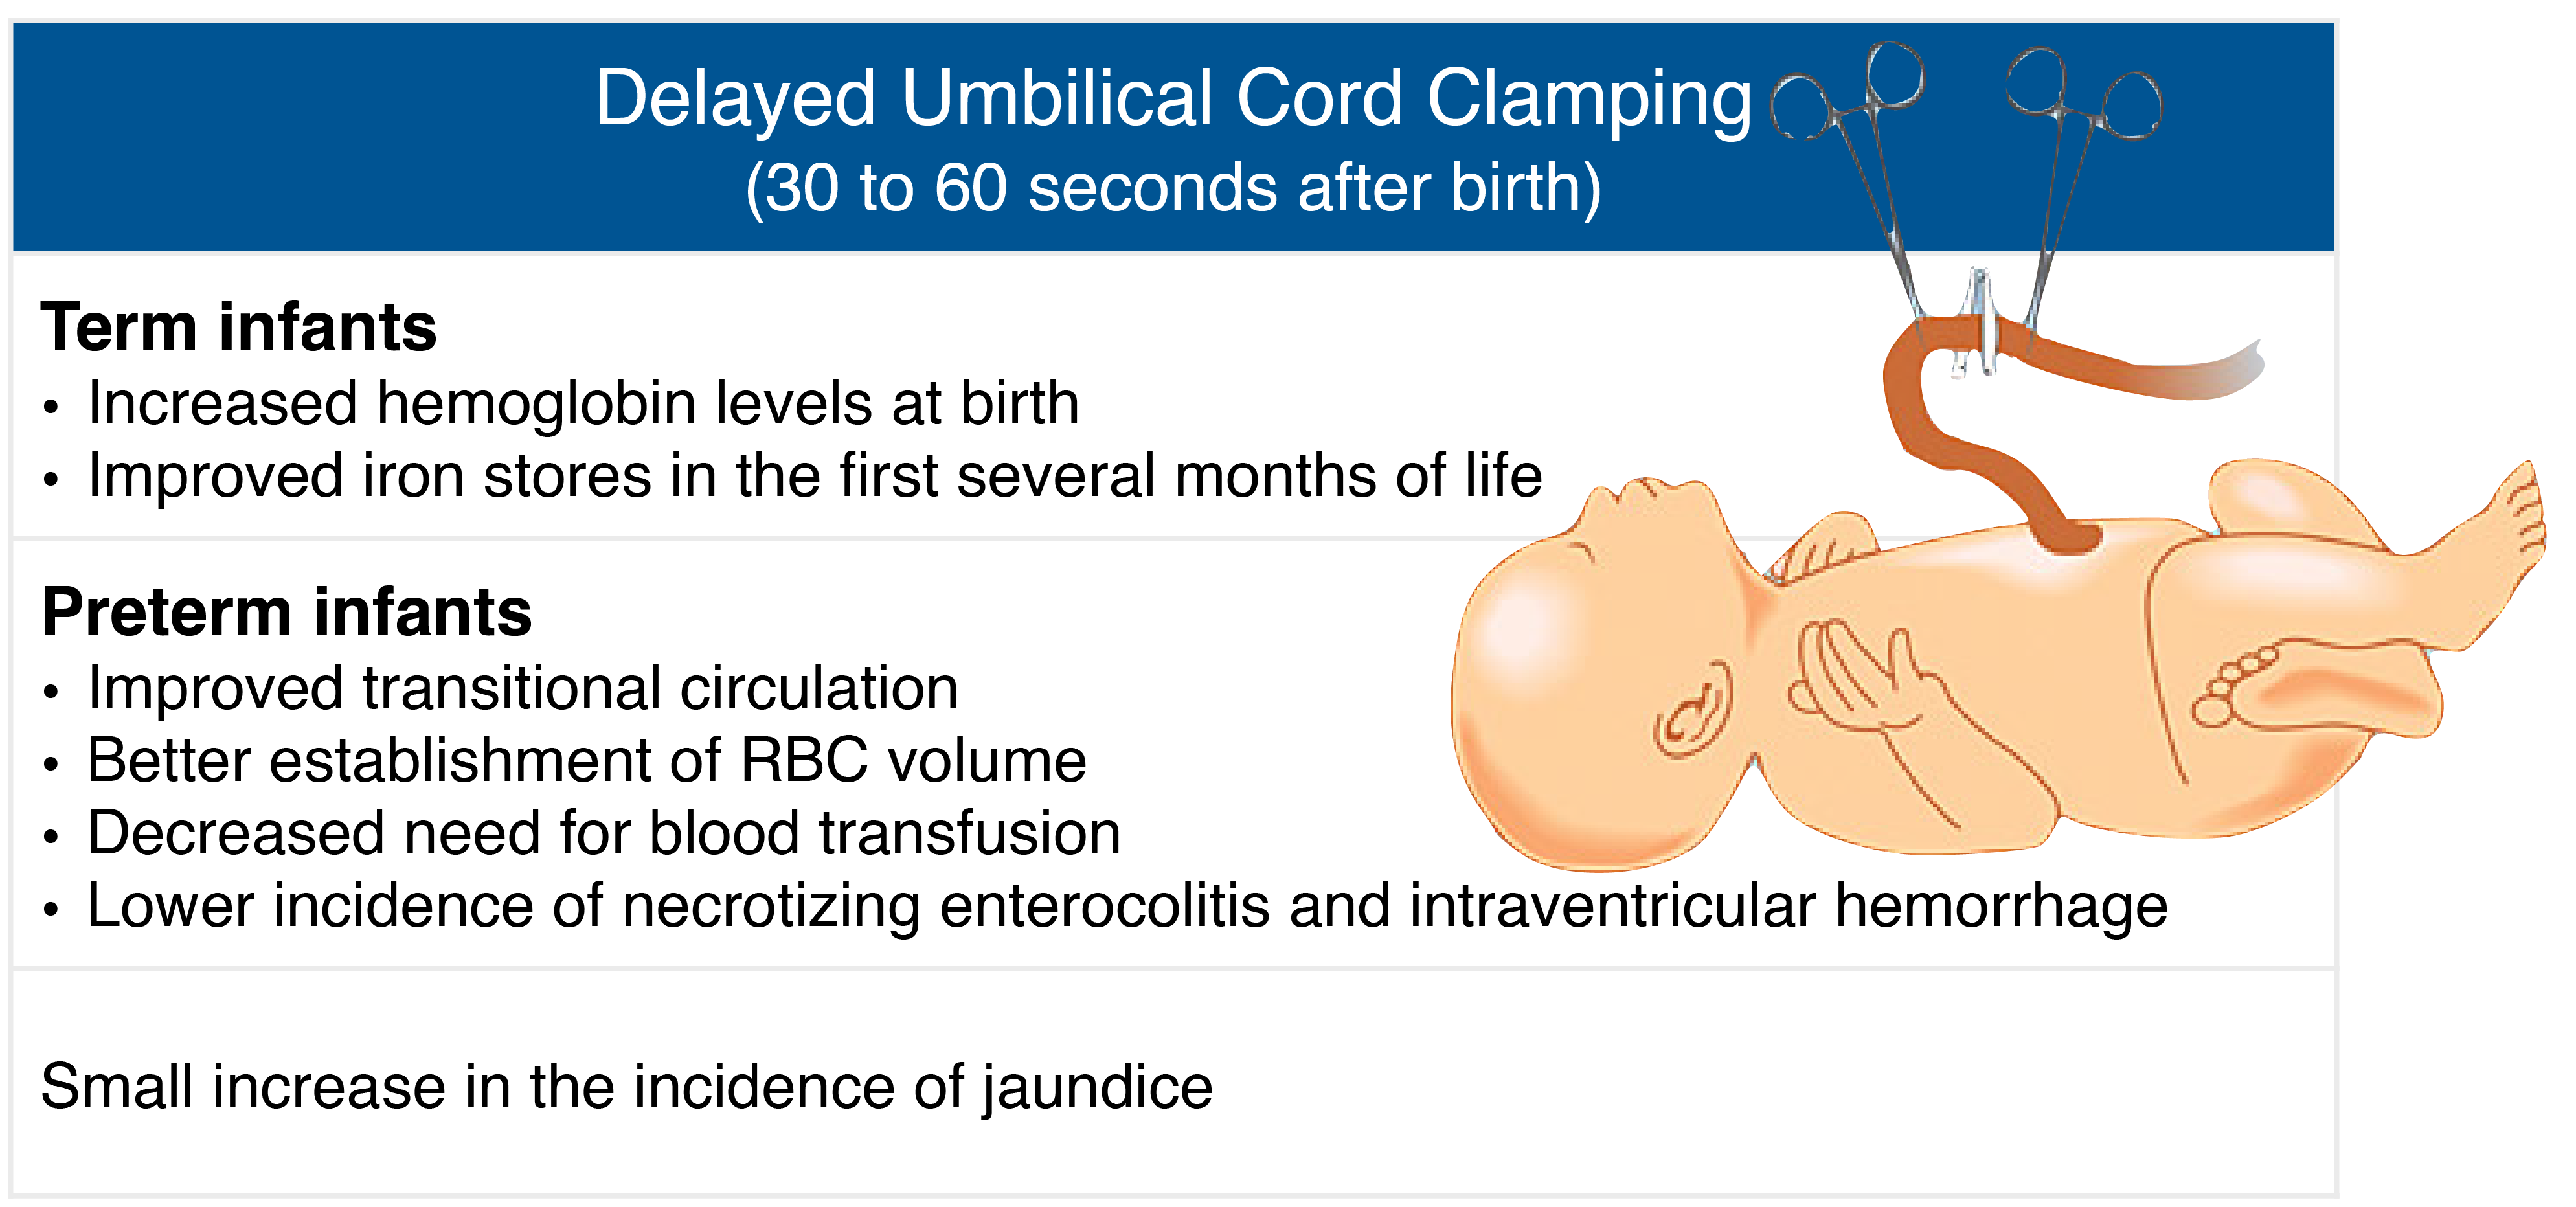 Delayed Umbilical Cord Clamping
(30 to 60 seconds after birth)
Term infants
• Increased hemoglobin levels at birth
• Improved iron stores in the first several months of life
Preterm infants
• Improved transitional circulation
• Better establishment of RBC volume
• Decreased need for blood transfusion
• Lower incidence of necrotizing enterocolitis and intraventricular hemorrhage
Small increase in the incidence of jaundice